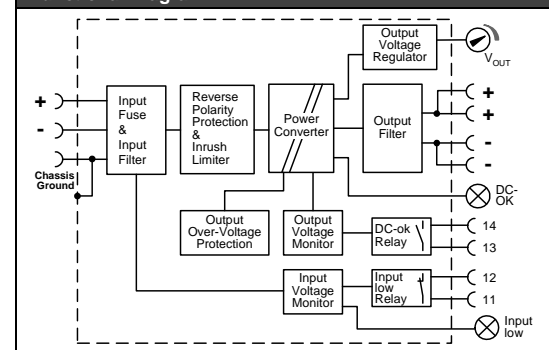 Output
Voltage
Regulator
V OUT
+
-
Chassis
Ground
Input
Fuse
&
Input
Filter
Reverse
Polarity
Protection
&
Inrush
Limiter
Power
Converter
Output
Filter
+
+
-
-
DC-
OK
Output
Over-Voltage
Protection
Output
Voltage
Monitor
DC-ok
Relay
14
13
Input
Voltage
Monitor
Input
low
Relay
12
11
Input
low